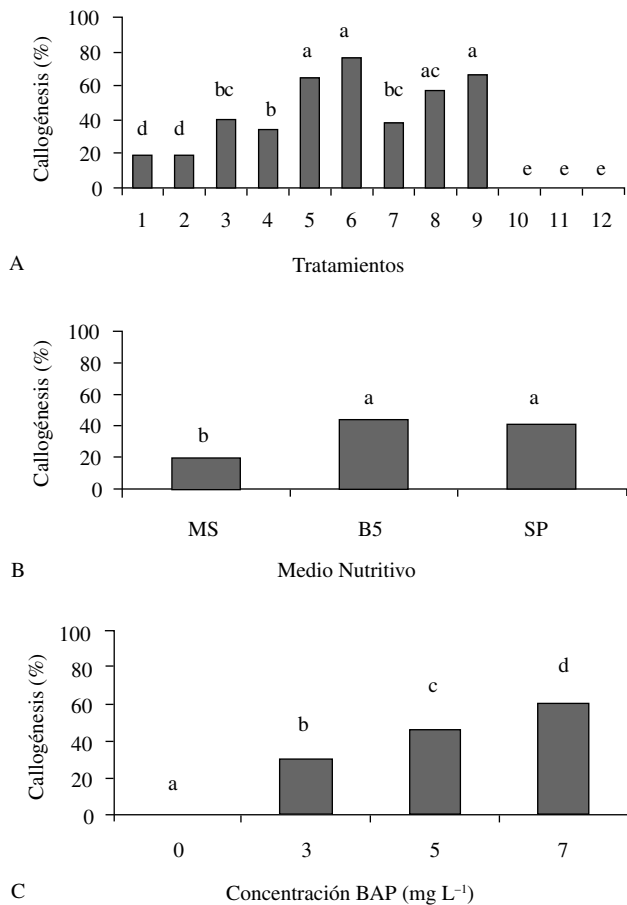 100
80
60
40
20
0
Callogénesis (%)
d d bc b a a bc ac a e e e
1 2 3 4 5 6 7 8 9 10 11 12
A Tratamientos
100
80
60
40
20
0
Callogénesis (%)
b a a
MS B5 SP
B Medio Nutritivo
100
80
60
40
20
0
Callogénesis (%)
a b c d
0 3 5 7
C Concentración BAP (mg L⁻¹)